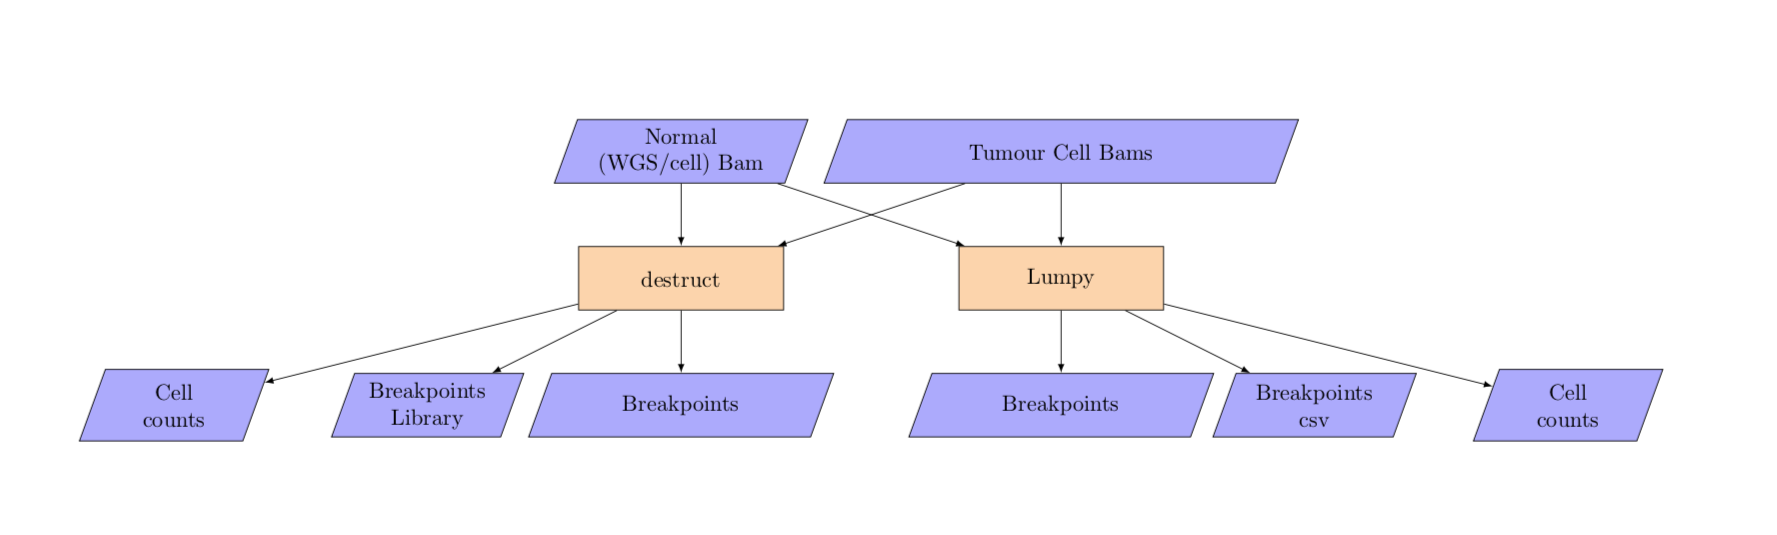 Normal
(WGS/cell) Bam
Tumour Cell Bams
destruct
Lumpy
Cell
counts
Breakpoints
Library
Breakpoints
Breakpoints
Breakpoints
csv
Cell
counts